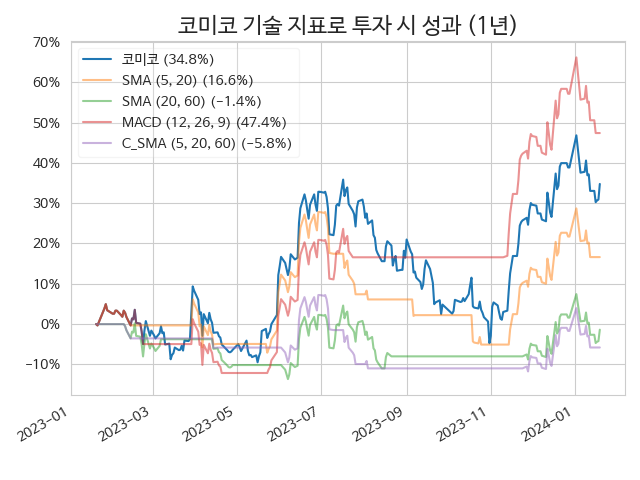 코미코 기술 지표로 투자 시 성과 (1년)
70%
60%
50%
40%
30%
20%
10%
0%
−10%
코미코 (34.8%)
SMA (5, 20) (16.6%)
SMA (20, 60) (−1.4%)
MACD (12, 26, 9) (47.4%)
C_SMA (5, 20, 60) (−5.8%)
2023−01
2023−03
2023−05
2023−07
2023−09
2023−11
2024−01